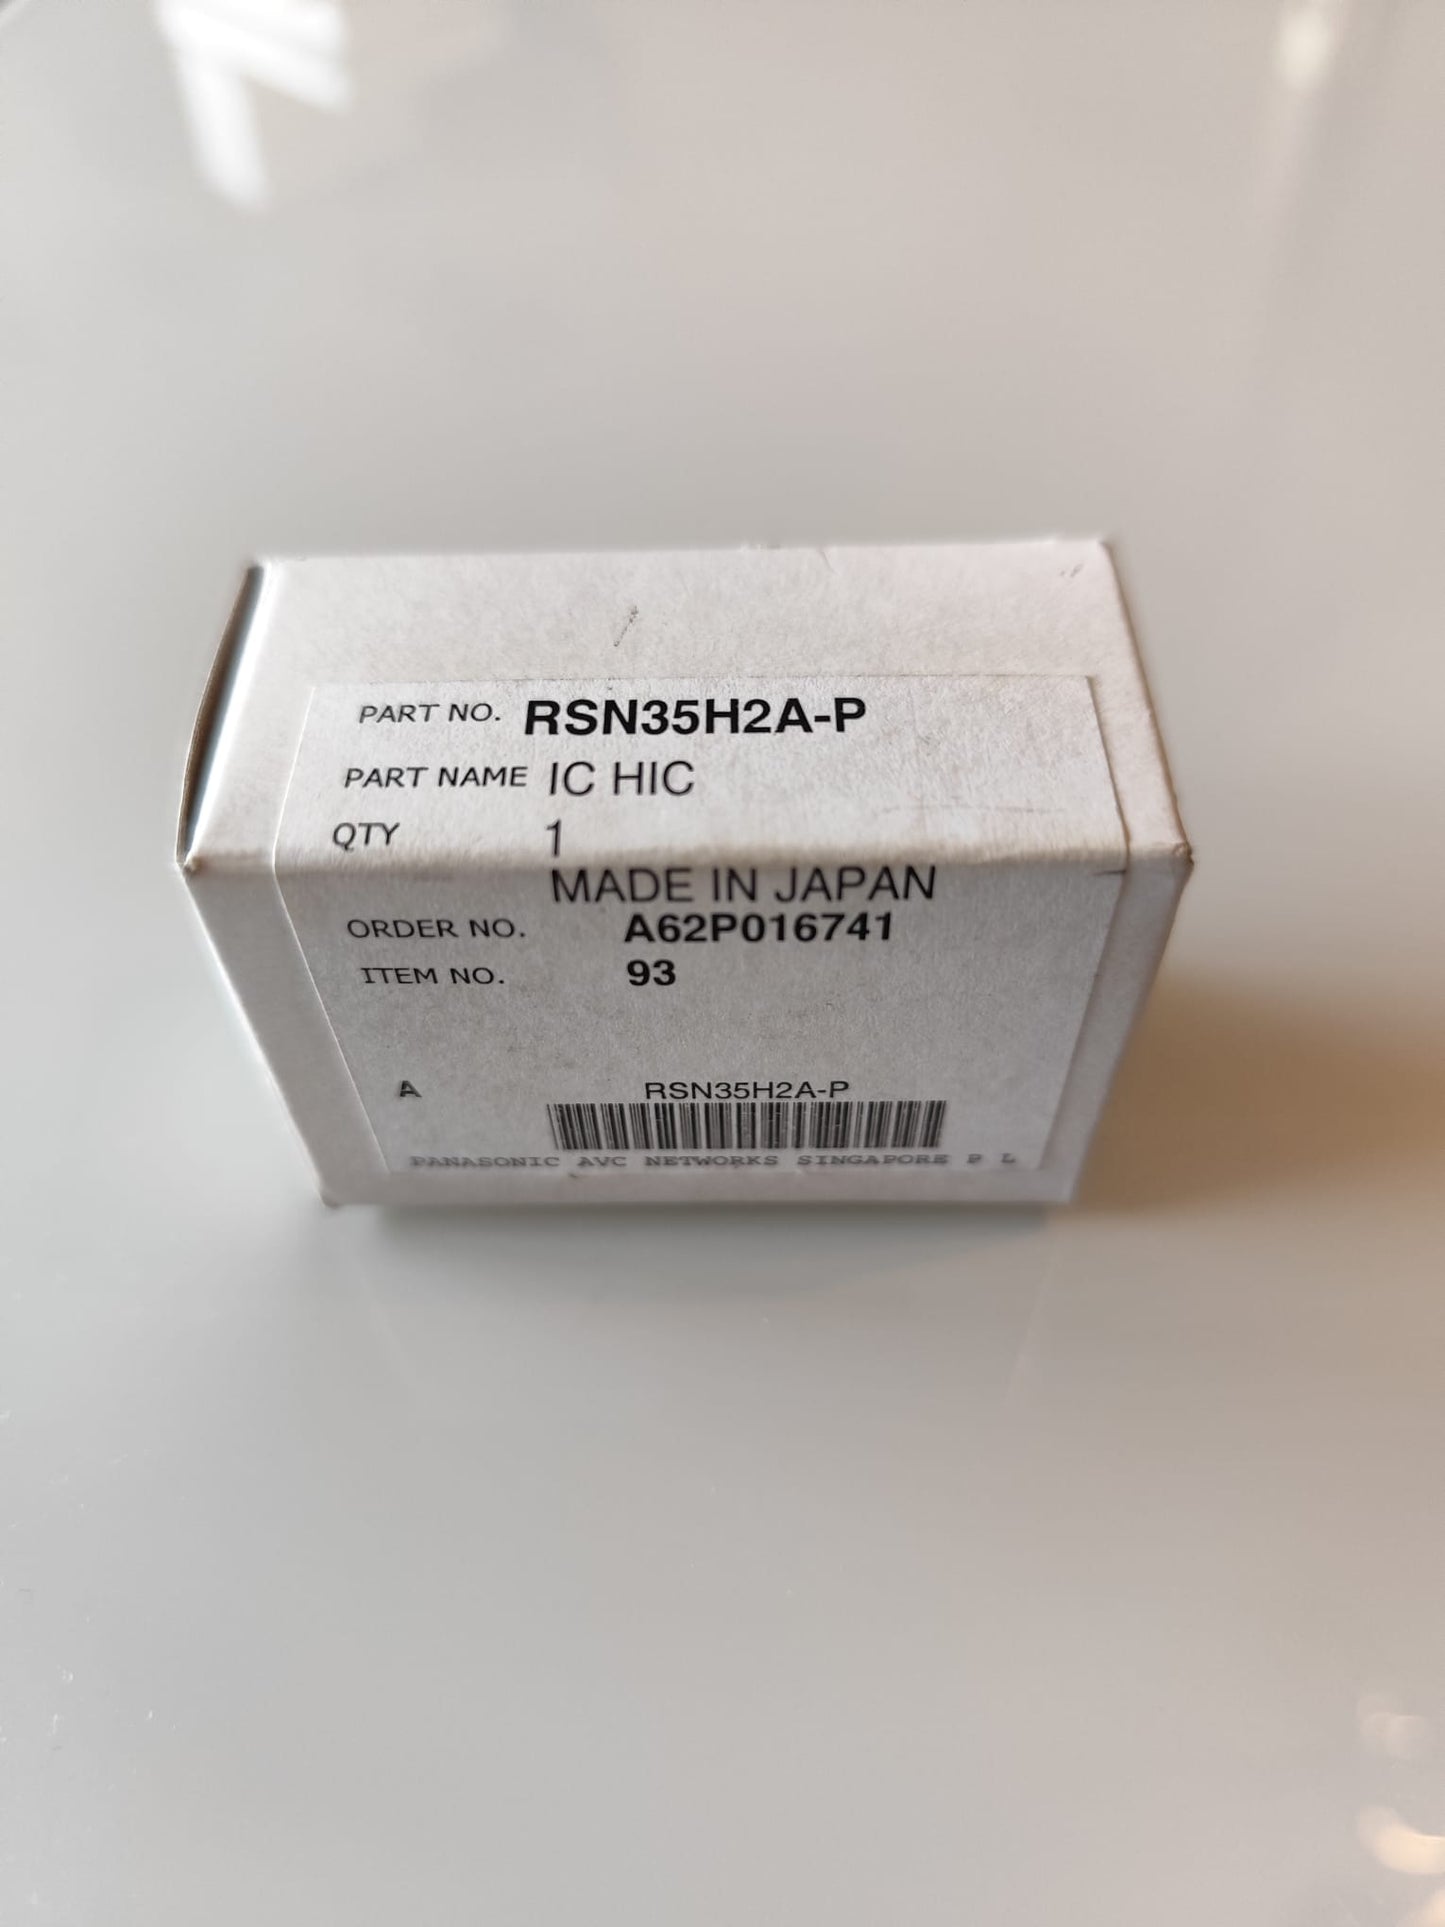 PART NO. RSN35H2A-P
PART NAME IC HIC
QTY 1
MADE IN JAPAN
ORDER NO. A62P016741
ITEM NO. 93
A RSN35H2A-P
PANASONIC AVC NETWORKS SINGAPORE P L